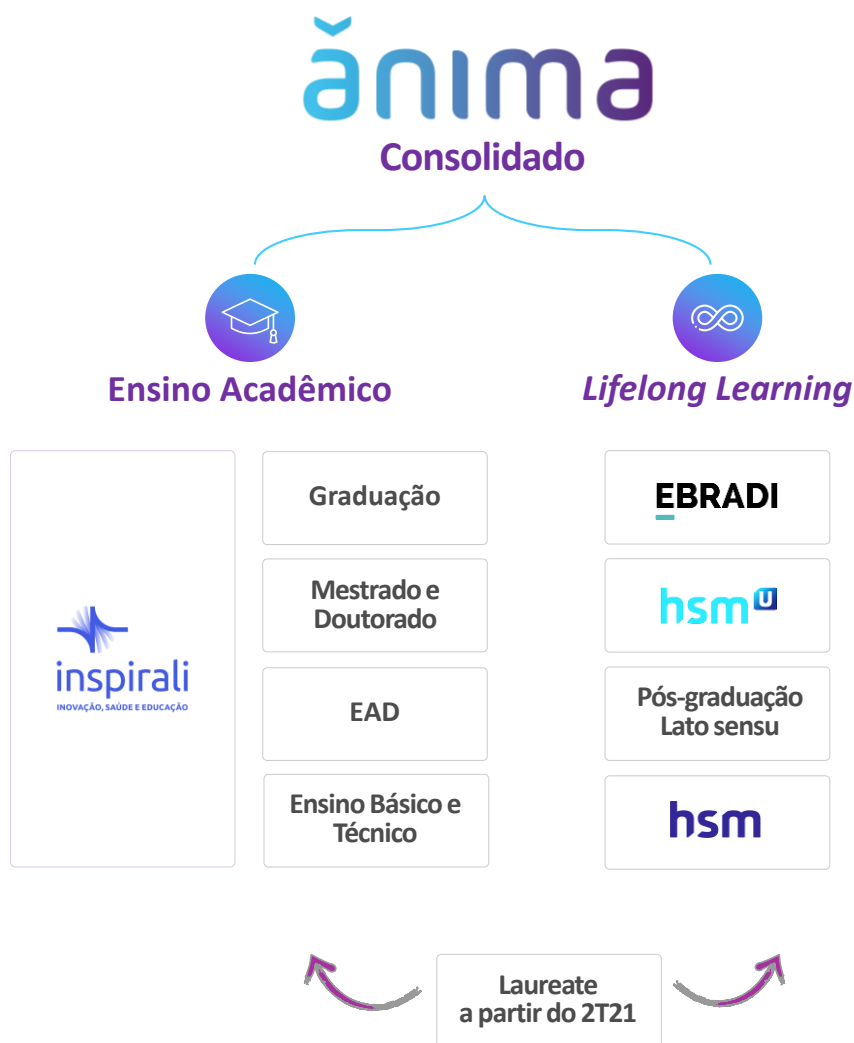 ănıma
Consolidado
Ensino Acadêmico
Lifelong Learning
inspirali
INOVAÇÃO, SAÚDE E EDUCAÇÃO
Graduação
Mestrado e
Doutorado
EAD
Ensino Básico e
Técnico
EBRADI
hsm U
Pós-graduação
Lato sensu
hsm
Laureate
a partir do 2T21